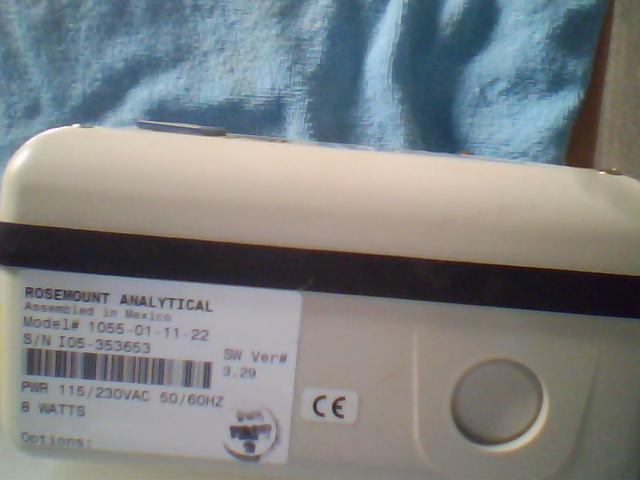 ROSEMOUNT ANALYTICAL
Assembled in Mexico
Model# 1055-01-11-22
S/N I05-353653
SW Ver#
3.29
PWR 115/230VAC 50/60HZ
8 WATTS
Options:
CE